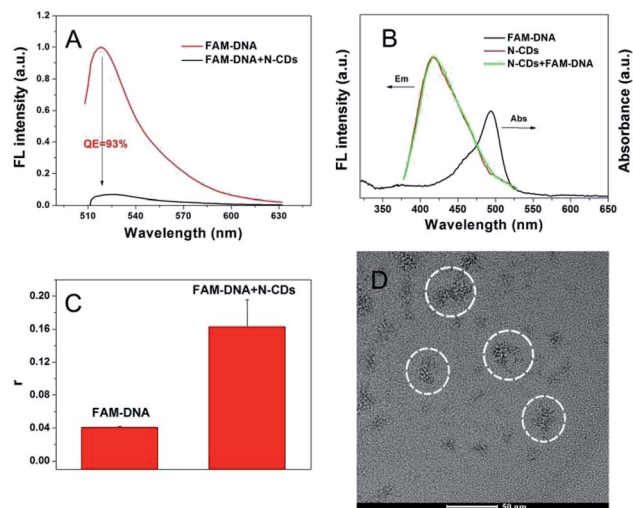 A
FAM-DNA
FAM-DNA+N-CDs
QE=93%
1.0
0.8
0.6
0.4
0.2
0.0
FL intensity (a.u.)
510 540 570 600 630
Wavelength (nm)
B
FAM-DNA
N-CDs
N-CDs+FAM-DNA
Em
Abs
FL intensity (a.u.)
Absorbance (a.u.)
350 400 450 500 550 600 650
Wavelength (nm)
C
FAM-DNA+N-CDs
FAM-DNA
0.20
0.16
0.12
0.08
0.04
0.00
r
D
50 nm